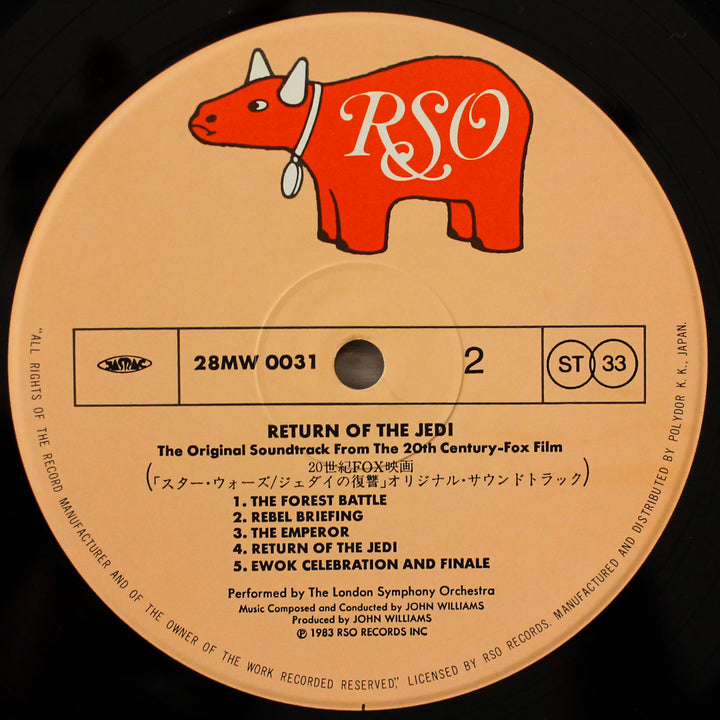 RSO
JASRAC
28MW 0031
2
ST 33
RETURN OF THE JEDI
The Original Soundtrack From The 20th Century-Fox Film
20世紀FOX映画
(「スター・ウォーズ/ジェダイの復讐」オリジナル・サウンドトラック)
1. THE FOREST BATTLE
2. REBEL BRIEFING
3. THE EMPEROR
4. RETURN OF THE JEDI
5. EWOK CELEBRATION AND FINALE
Performed by The London Symphony Orchestra
Music Composed and Conducted by JOHN WILLIAMS
Produced by JOHN WILLIAMS
℗ 1983 RSO RECORDS INC
"ALL RIGHTS OF THE RECORD MANUFACTURER AND OF THE OWNER OF THE WORK RECORDED RESERVED," LICENSED BY RSO RECORDS. MANUFACTURED AND DISTRIBUTED BY POLYDOR K. K., JAPAN.